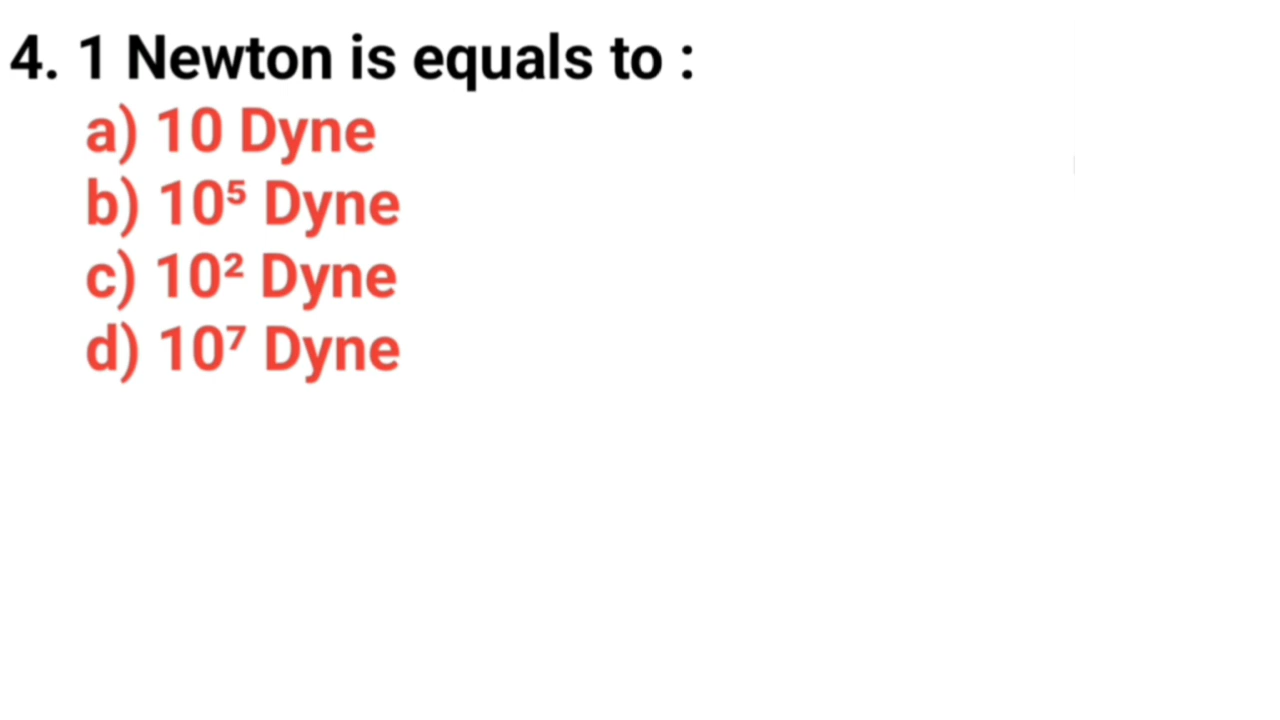 4. 1 Newton is equals to :
a) 10 Dyne
b) 10⁵ Dyne
c) 10² Dyne
d) 10⁷ Dyne